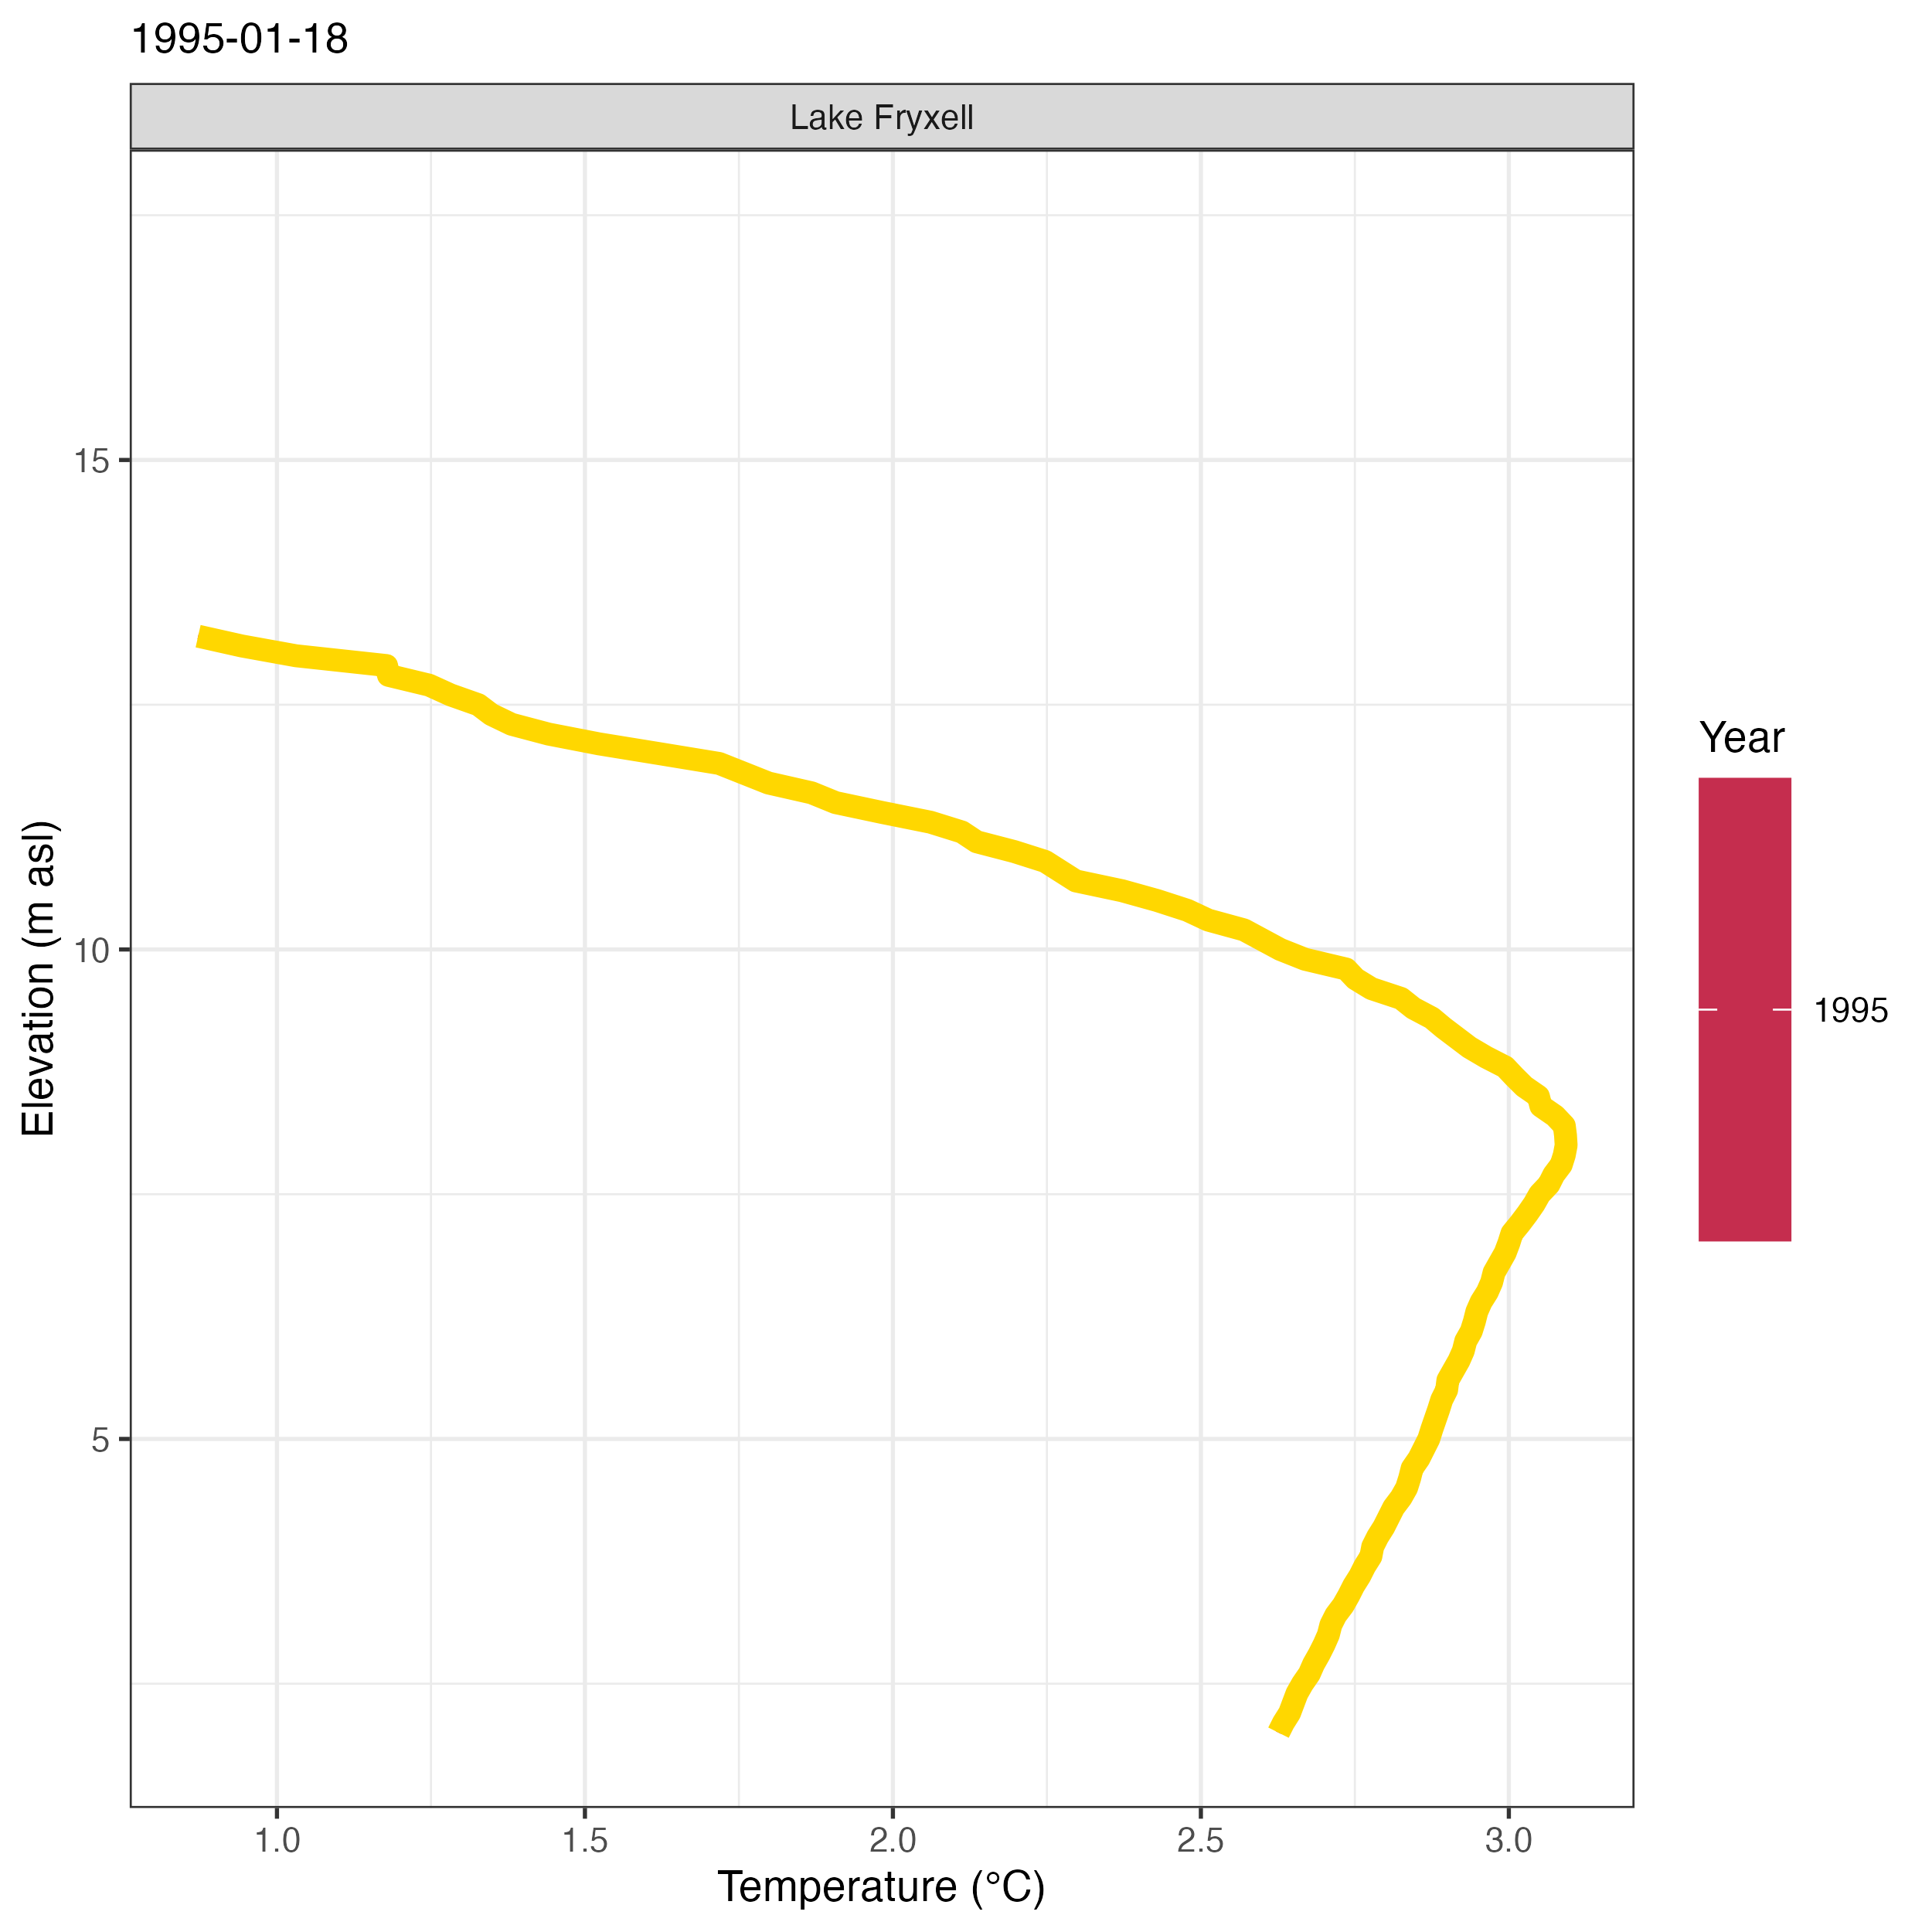 1995-01-18
Lake Fryxell
15
10
5
Elevation (m asl)
1.0 1.5 2.0 2.5 3.0
Temperature (°C)
Year
1995